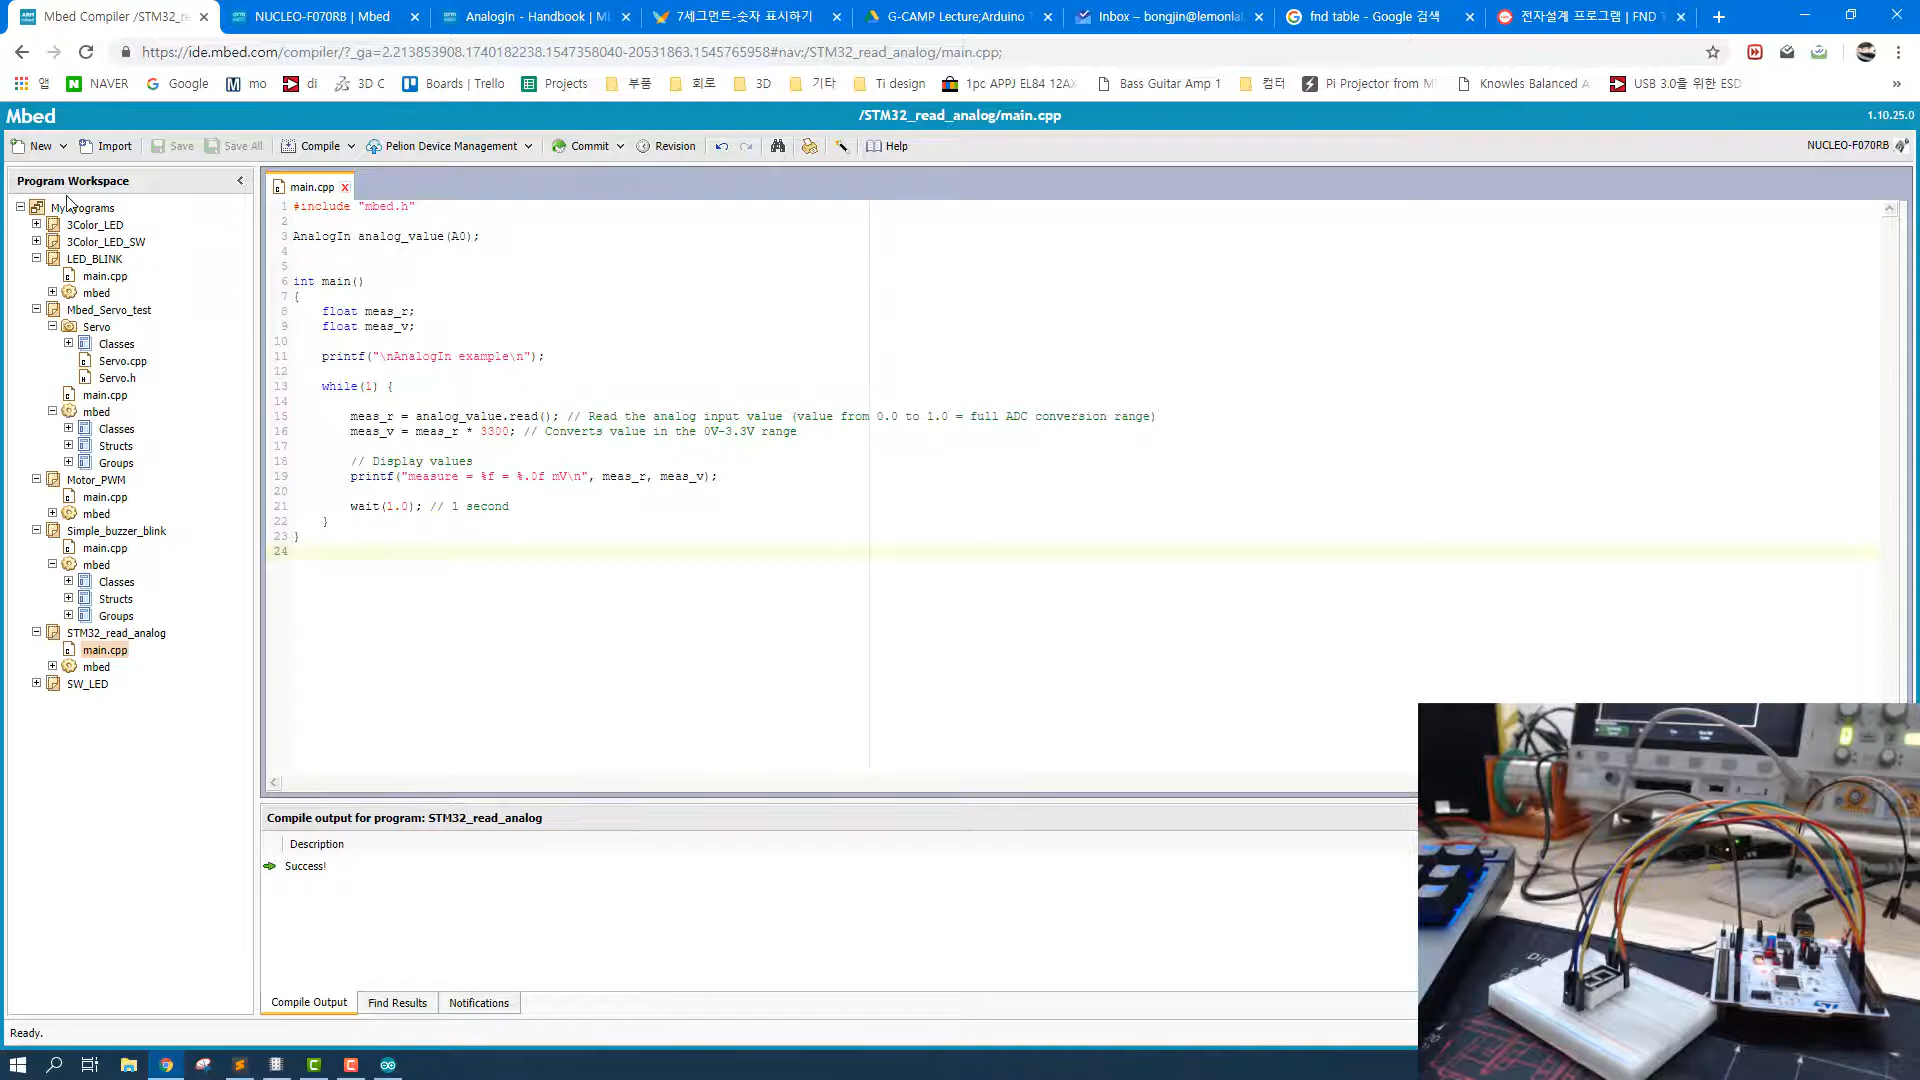 Mbed Compiler /STM32_re
NUCLEO-F070RB | Mbed
AnalogIn - Handbook | M
7세그먼트-숫자 표시하기
G-CAMP Lecture;Arduino
Inbox – bongjin@lemonla
fnd table - Google 검색
전자설계 프로그램 | FND
https://ide.mbed.com/compiler/?_ga=2.213853908.1740182238.1547358040-20531863.1545765958#nav:/STM32_read_analog/main.cpp;
앱 NAVER Google mo di 3D C Boards | Trello Projects 부품 회로 3D 기타 Ti design 1pc APPJ EL84 12AX Bass Guitar Amp 1 컴터 Pi Projector from M Knowles Balanced A USB 3.0을 위한 ESD »
Mbed /STM32_read_analog/main.cpp 1.10.25.0
New Import Save Save All Compile Pelion Device Management Commit Revision Help NUCLEO-F070RB
Program Workspace
My Programs
3Color_LED
3Color_LED_SW
LED_BLINK
main.cpp
mbed
Mbed_Servo_test
Servo
Classes
Servo.cpp
Servo.h
main.cpp
mbed
Classes
Structs
Groups
Motor_PWM
main.cpp
mbed
Simple_buzzer_blink
main.cpp
mbed
Classes
Structs
Groups
STM32_read_analog
main.cpp
mbed
SW_LED
main.cpp
1 #include "mbed.h"
2
3 AnalogIn analog_value(A0);
4
5
6 int main()
7 {
8 float meas_r;
9 float meas_v;
10
11 printf("\nAnalogIn example\n");
12
13 while(1) {
14
15 meas_r = analog_value.read(); // Read the analog input value (value from 0.0 to 1.0 = full ADC conversion range)
16 meas_v = meas_r * 3300; // Converts value in the 0V-3.3V range
17
18 // Display values
19 printf("measure = %f = %.0f mV\n", meas_r, meas_v);
20
21 wait(1.0); // 1 second
22 }
23 }
24
Compile output for program: STM32_read_analog
Description
Success!
Compile Output Find Results Notifications
Ready.